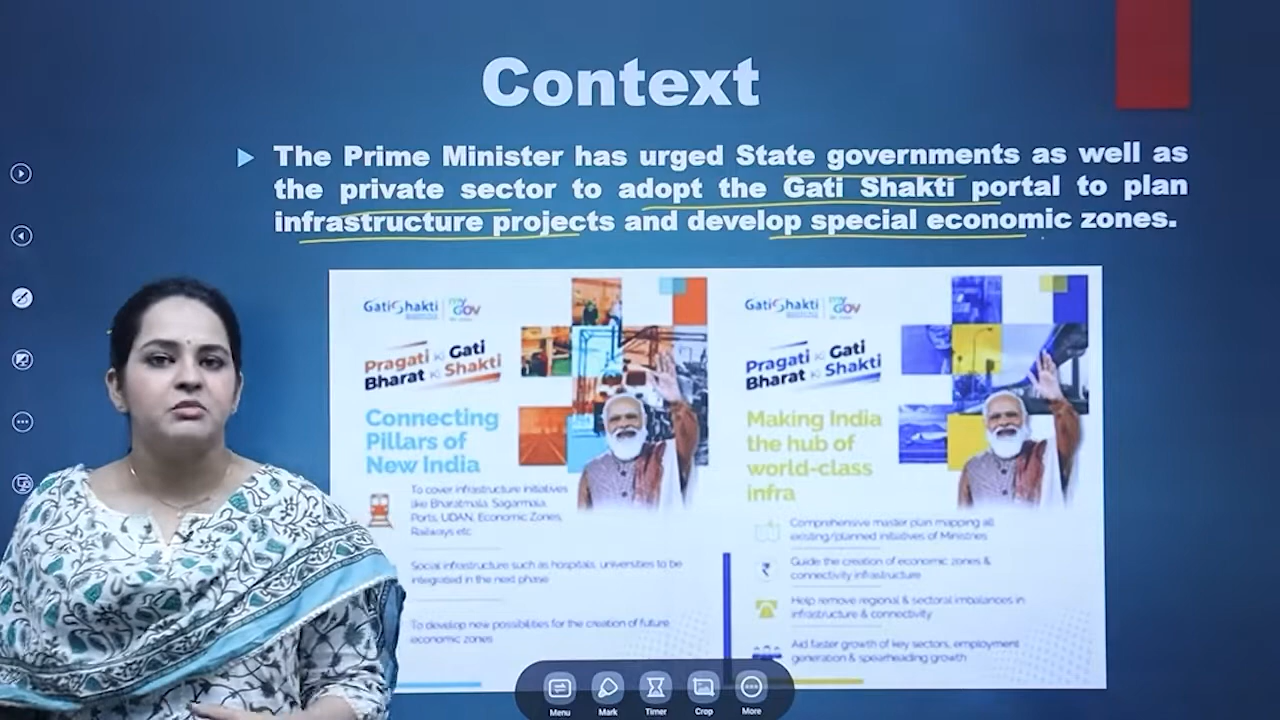 Context
The Prime Minister has urged State governments as well as
the private sector to adopt the Gati Shakti portal to plan
infrastructure projects and develop special economic zones.
GatiShakti
my
GOV
Pragati Ki Gati
Bharat Ki Shakti
Connecting
Pillars of
New India
To cover infrastructure initiatives
like Bharatmala, Sagarmala,
Ports, UDAN, Economic Zones,
Railways etc.
Social infrastructure such as hospitals, universities to be
integrated in the next phase
To develop new possibilities for the creation of future
economic zones
GatiShakti
my
GOV
Pragati Ki Gati
Bharat Ki Shakti
Making India
the hub of
world-class
infra
Comprehensive master plan mapping all
existing/planned initiatives of Ministries
₹
Guide the creation of economic zones &
connectivity infrastructure
Help remove regional & sectoral imbalances in
infrastructure & connectivity
Aid faster growth of key sectors, employment
generation & spearheading growth
Menu
Mark
Timer
Crop
More